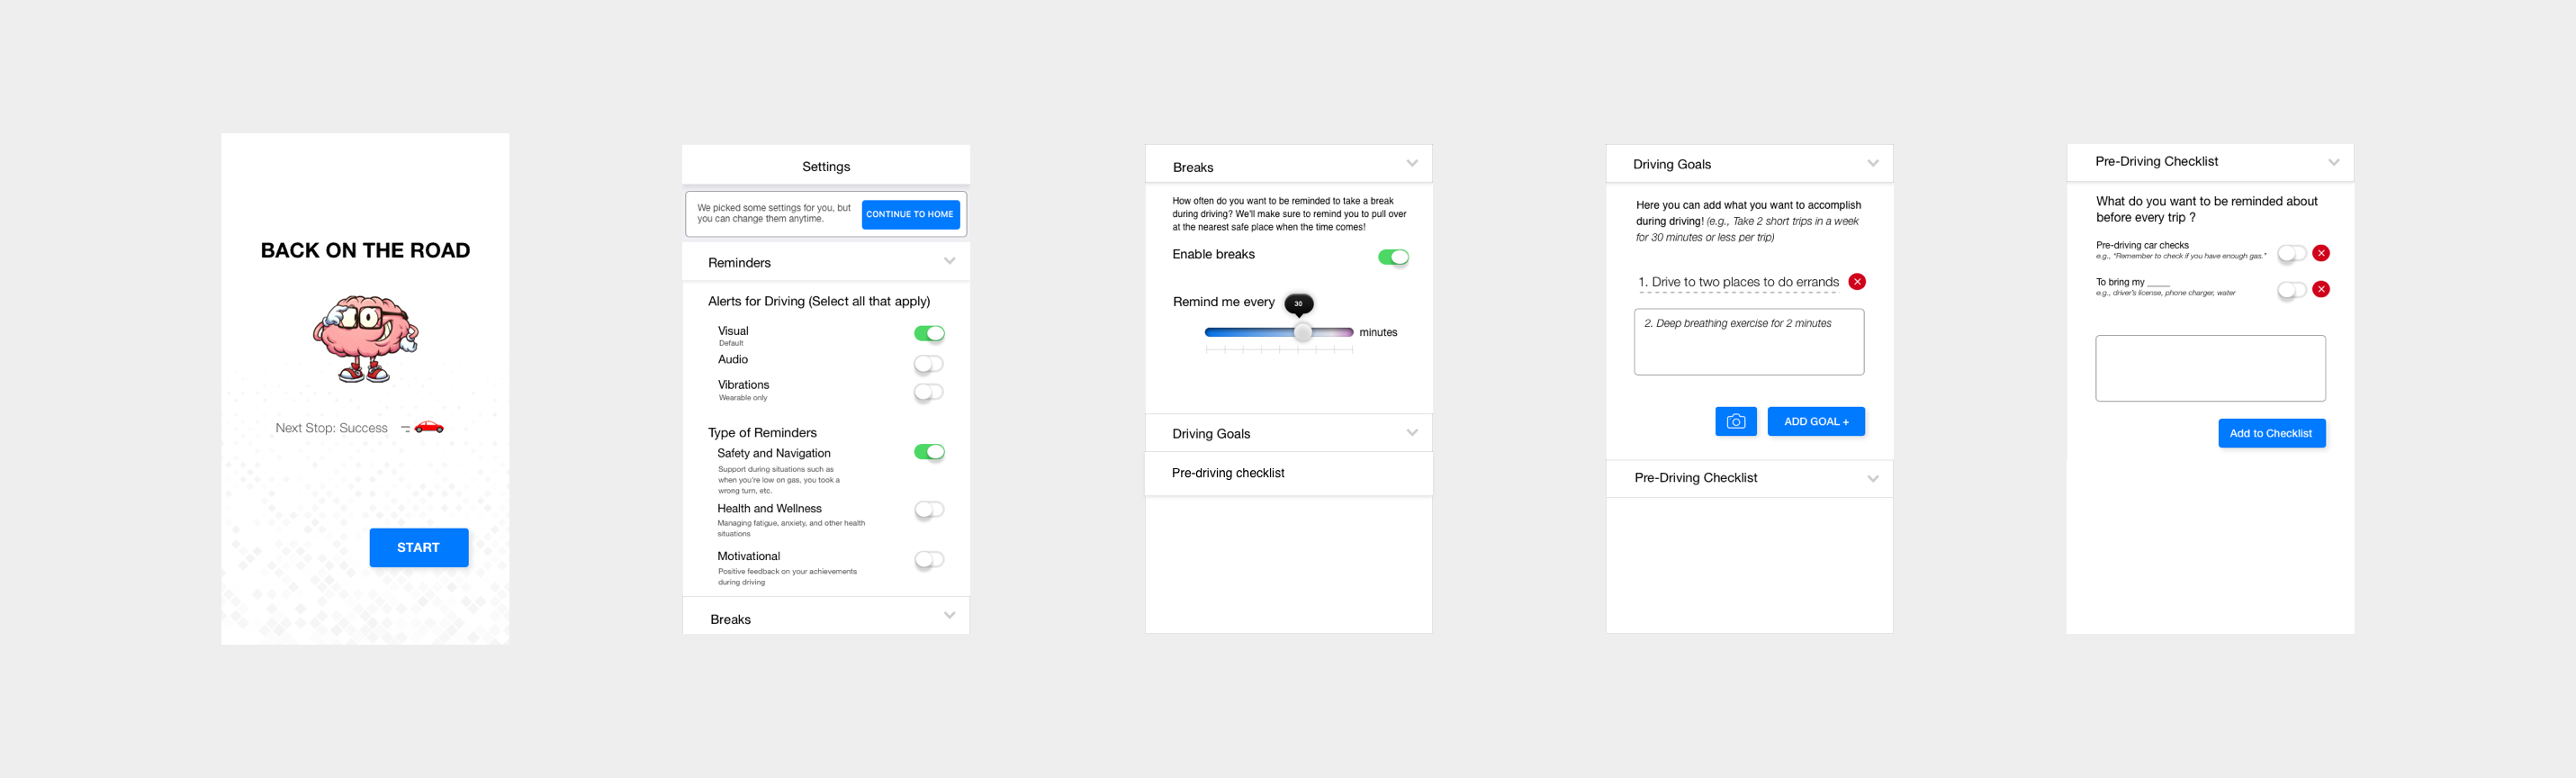 BACK ON THE ROAD
Next Stop: Success
START
Settings
We picked some settings for you, but
you can change them anytime.
CONTINUE TO HOME
Reminders
Alerts for Driving (Select all that apply)
Visual
Default
Audio
Vibrations
Wearable only
Type of Reminders
Safety and Navigation
Support during situations such as
when you're low on gas, you took a
wrong turn, etc.
Health and Wellness
Managing fatigue, anxiety, and other health
situations
Motivational
Positive feedback on your achievements
during driving
Breaks
Breaks
How often do you want to be reminded to take a break
during driving? We'll make sure to remind you to pull over
at the nearest safe place when the time comes!
Enable breaks
Remind me every
30
minutes
Driving Goals
Pre-driving checklist
Driving Goals
Here you can add what you want to accomplish
during driving! (e.g., Take 2 short trips in a week
for 30 minutes or less per trip)
1. Drive to two places to do errands
2. Deep breathing exercise for 2 minutes
ADD GOAL +
Pre-Driving Checklist
Pre-Driving Checklist
What do you want to be reminded about
before every trip ?
Pre-driving car checks
e.g., "Remember to check if you have enough gas."
To bring my _____
e.g., driver's license, phone charger, water
Add to Checklist